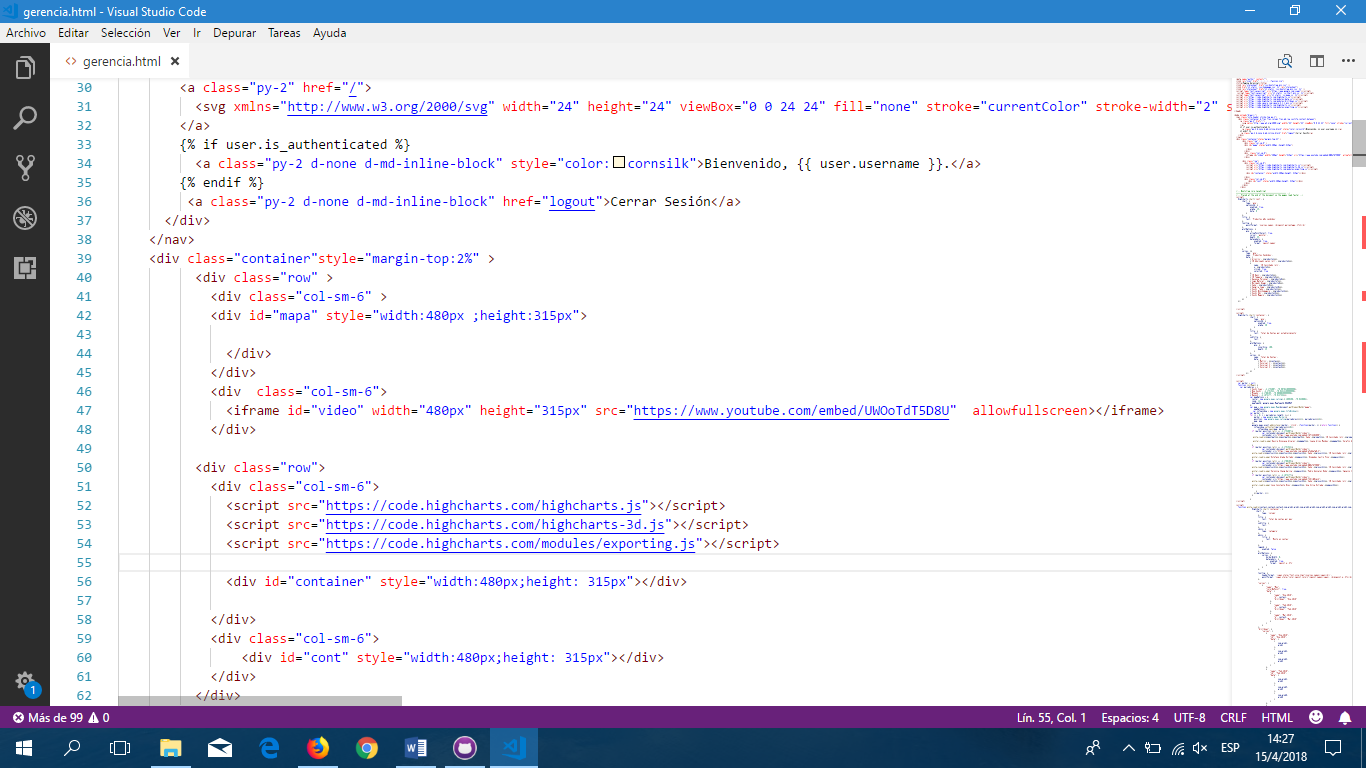 gerencia.html - Visual Studio Code
Archivo Editar Selección Ver Ir Depurar Tareas Ayuda
<> gerencia.html
30 <a class="py-2" href="/">
31 <svg xmlns="http://www.w3.org/2000/svg" width="24" height="24" viewBox="0 0 24 24" fill="none" stroke="currentColor" stroke-width="2" s
32 </a>
33 {% if user.is_authenticated %}
34 <a class="py-2 d-none d-md-inline-block" style="color:cornsilk">Bienvenido, {{ user.username }}.</a>
35 {% endif %}
36 <a class="py-2 d-none d-md-inline-block" href="logout">Cerrar Sesión</a>
37 </div>
38 </nav>
39 <div class="container"style="margin-top:2%" >
40 <div class="row" >
41 <div class="col-sm-6" >
42 <div id="mapa" style="width:480px ;height:315px">
43
44 </div>
45 </div>
46 <div  class="col-sm-6">
47 <iframe id="video" width="480px" height="315px" src="https://www.youtube.com/embed/UWOoTdT5D8U"  allowfullscreen></iframe>
48 </div>
49
50 <div class="row">
51 <div class="col-sm-6">
52 <script src="https://code.highcharts.com/highcharts.js"></script>
53 <script src="https://code.highcharts.com/highcharts-3d.js"></script>
54 <script src="https://code.highcharts.com/modules/exporting.js"></script>
55
56 <div id="container" style="width:480px;height: 315px"></div>
57
58 </div>
59 <div class="col-sm-6">
60 <div id="cont" style="width:480px;height: 315px"></div>
61 </div>
62 </div>
1
Más de 99 0 Lín. 55, Col. 1 Espacios: 4 UTF-8 CRLF HTML
ESP
14:27
15/4/2018